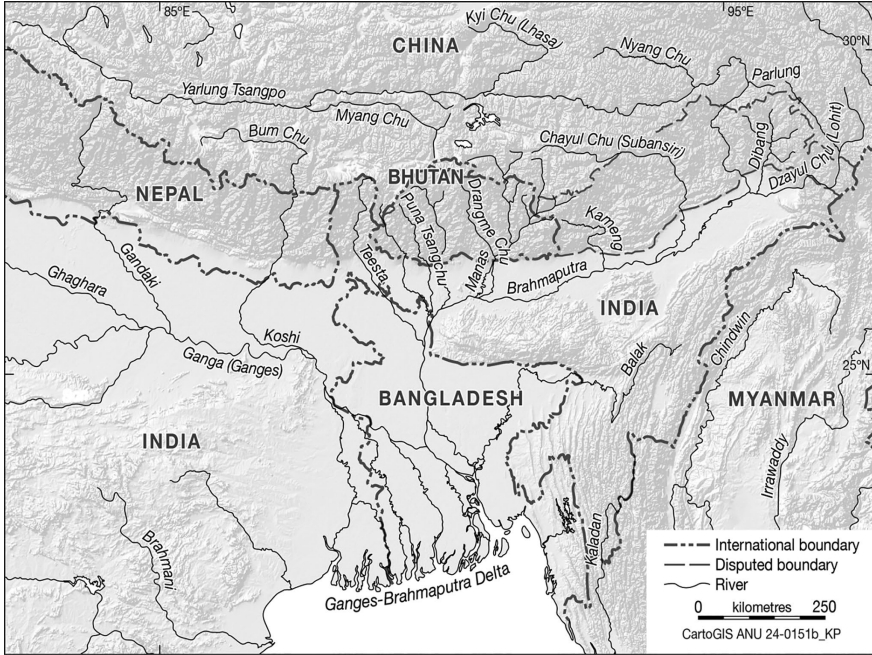 85°E
95°E
Kyi Chu (Lhasa)
CHINA
Nyang Chu
30°N
Parlung
Yarlung Tsangpo
Myang Chu
Bum Chu
Chayul Chu (Subansiri)
Dibang
Dzayul Chu (Lohit)
BHUTAN
NEPAL
Puna Tsangchu
Drangme Chu
Kameng
Teesta
Manas
Gandaki
Ghaghara
Brahmaputra
INDIA
Koshi
Chindwin
Ganga (Ganges)
Balak
25°N
BANGLADESH
MYANMAR
INDIA
Irrawaddy
Brahmani
Kaladan
Ganges-Brahmaputra Delta
International boundary
Disputed boundary
River
0 kilometres 250
CartoGIS ANU 24-0151b_KP